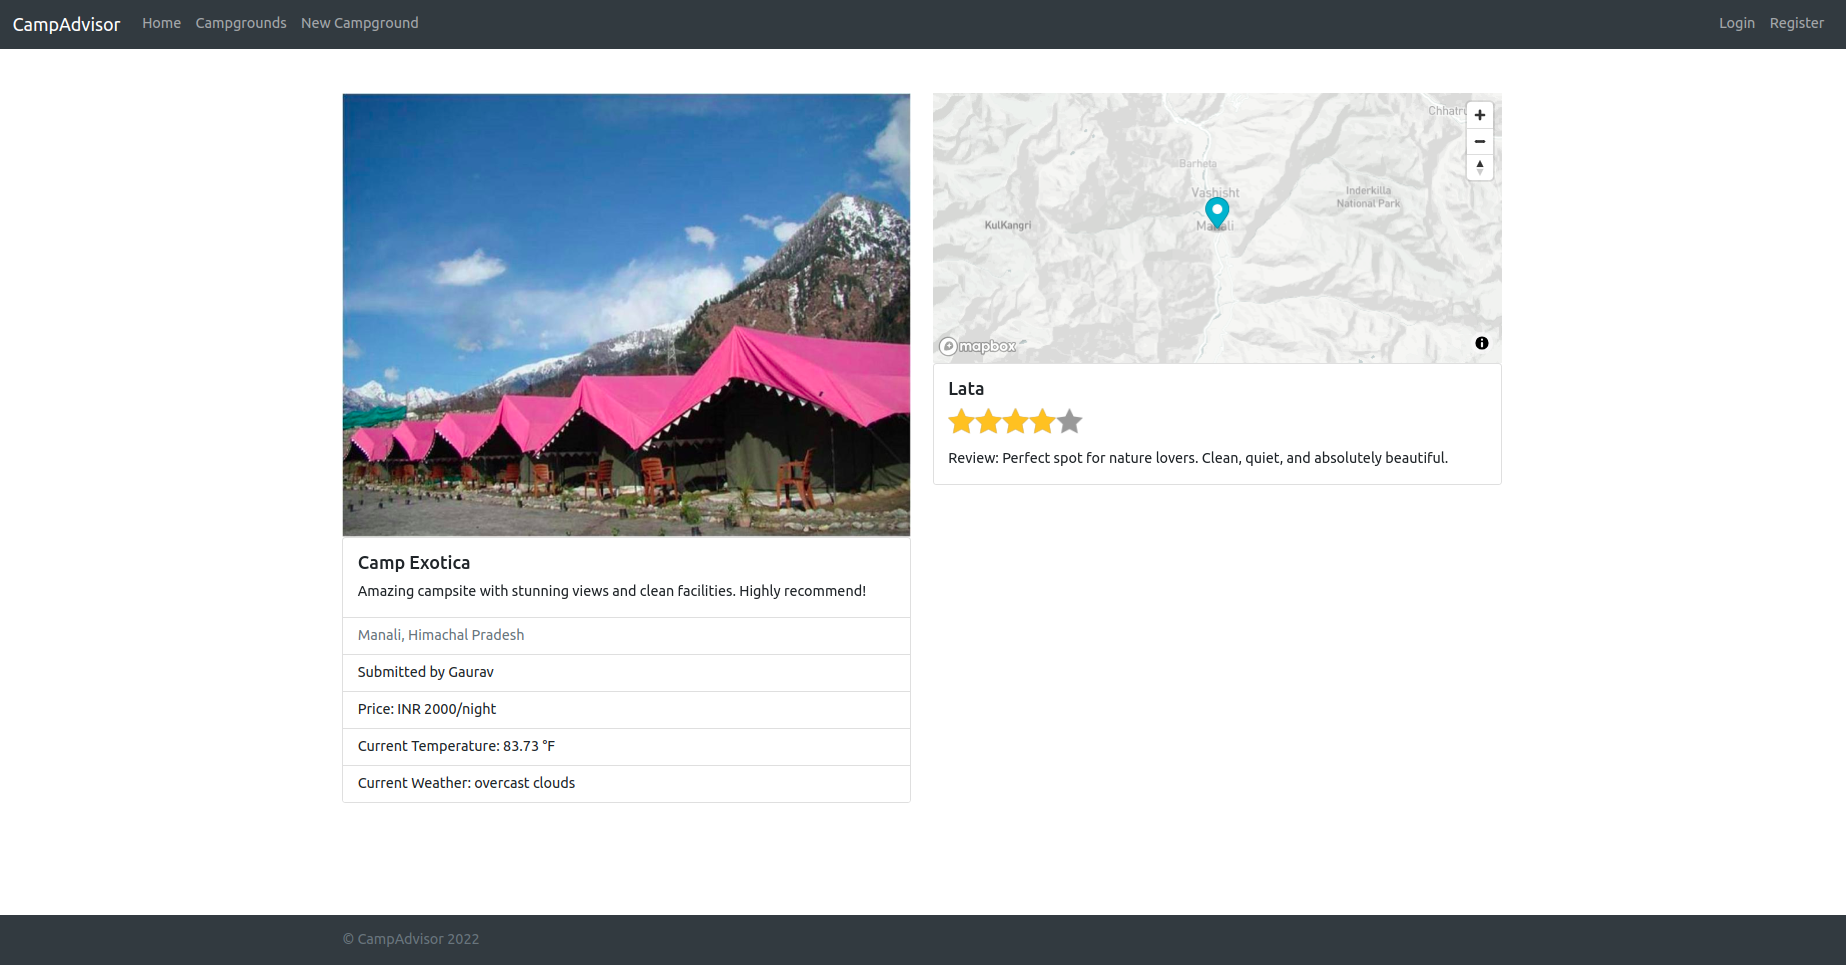 CampAdvisor Home Campgrounds New Campground Login Register
Camp Exotica
Amazing campsite with stunning views and clean facilities. Highly recommend!
Manali, Himachal Pradesh
Submitted by Gaurav
Price: INR 2000/night
Current Temperature: 83.73 °F
Current Weather: overcast clouds
Barheta
Vashisht
Inderkilla
National Park
KulKangri
Manali
mapbox
Lata
Review: Perfect spot for nature lovers. Clean, quiet, and absolutely beautiful.
© CampAdvisor 2022